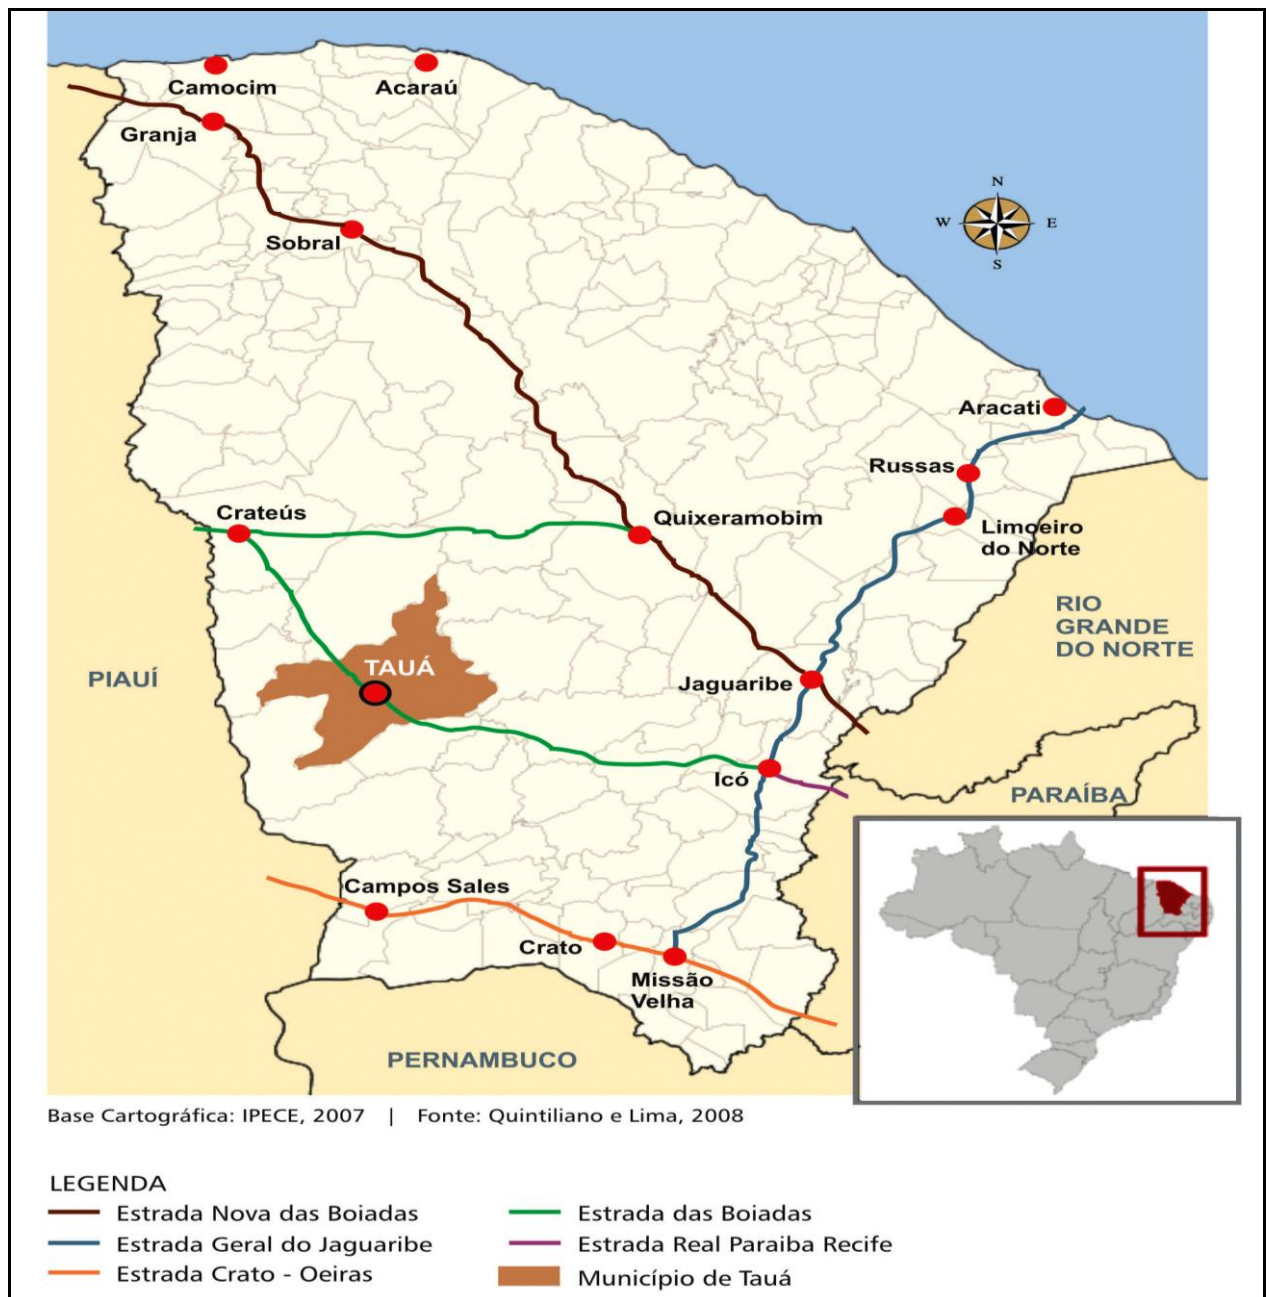 Camocim
Acaraú
Granja
N
W
E
S
Sobral
Aracati
Russas
Crateús
Quixeramobim
Limoeiro
do Norte
RIO
GRANDE
DO NORTE
TAUÁ
PIAUÍ
Jaguaribe
Icó
PARAÍBA
Campos Sales
Crato
Missão
Velha
PERNAMBUCO
Base Cartográfica: IPECE, 2007 | Fonte: Quintiliano e Lima, 2008
LEGENDA
Estrada Nova das Boiadas
Estrada das Boiadas
Estrada Geral do Jaguaribe
Estrada Real Paraiba Recife
Estrada Crato - Oeiras
Município de Tauá